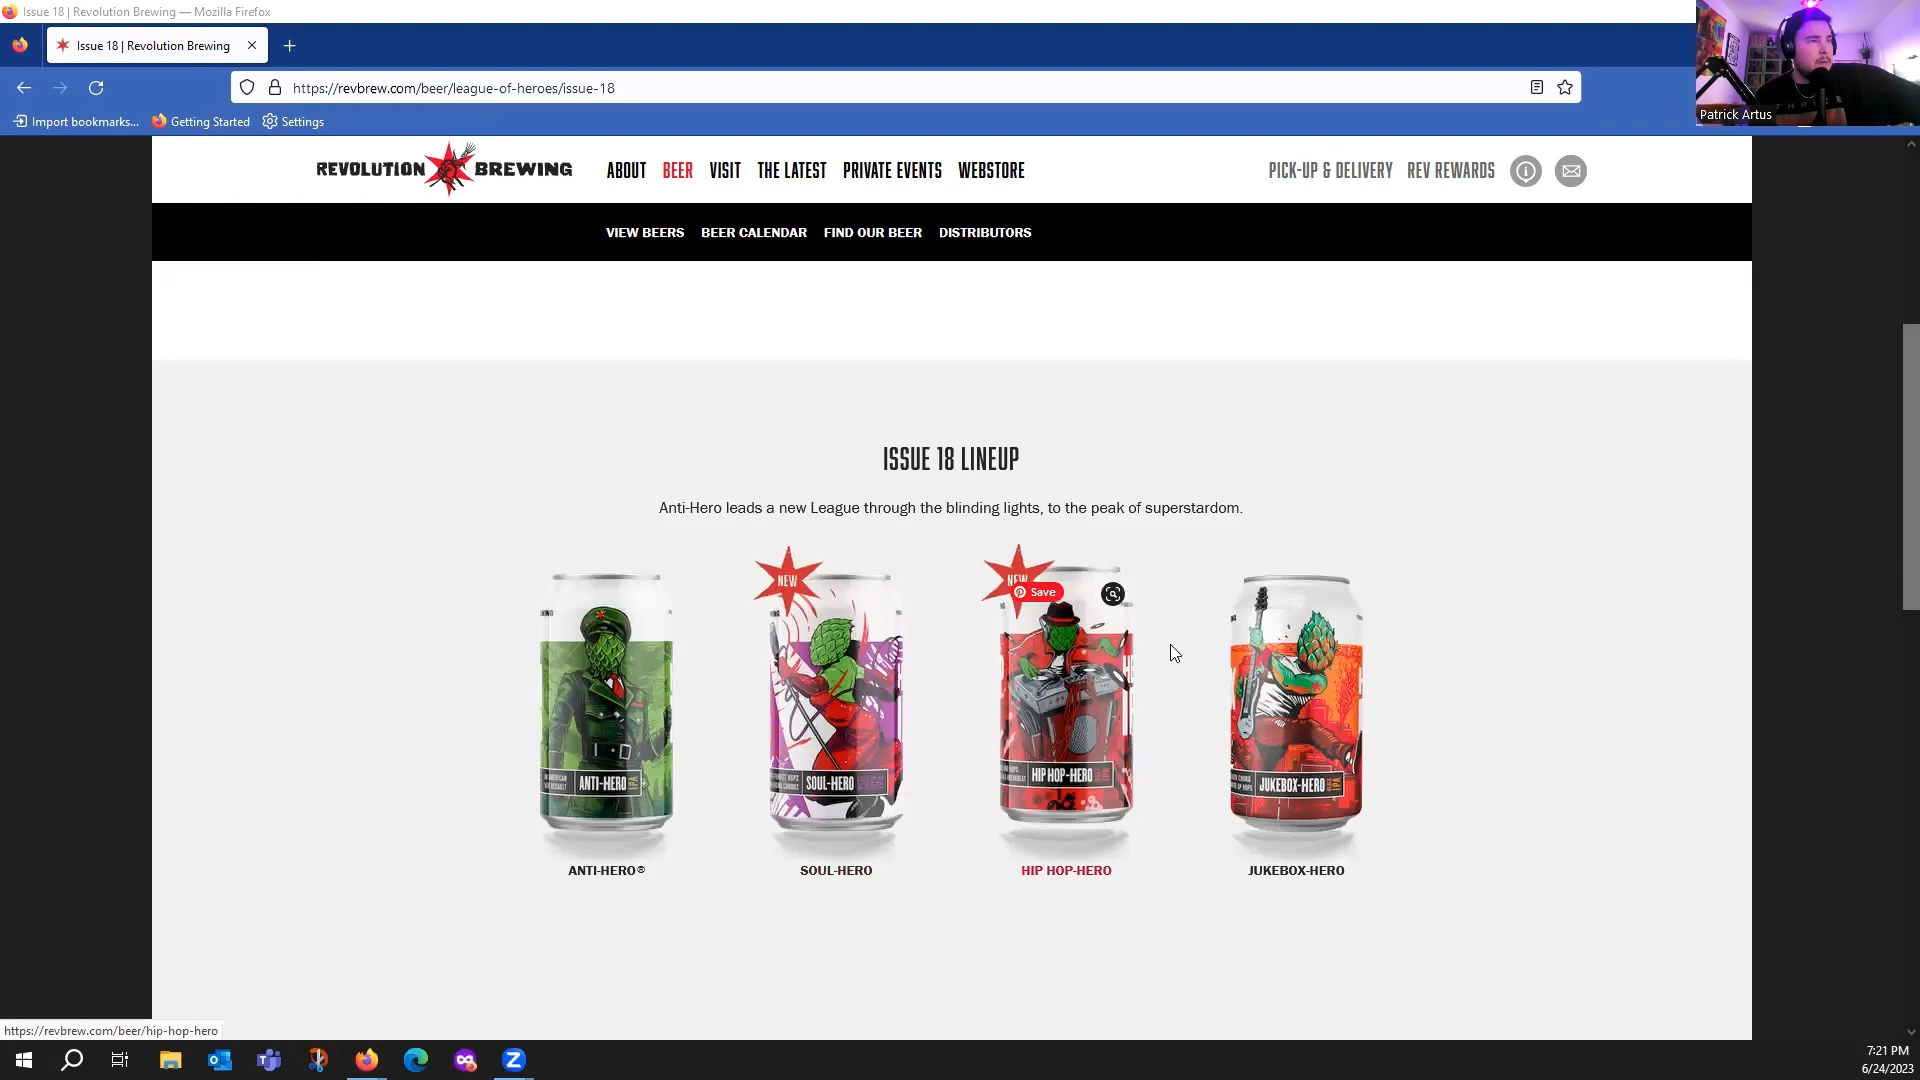 Issue 18 | Revolution Brewing — Mozilla Firefox
Issue 18 | Revolution Brewing
https://revbrew.com/beer/league-of-heroes/issue-18
Import bookmarks...
Getting Started
Settings
THRICE
Patrick Artus
REVOLUTION BREWING
ABOUT
BEER
VISIT
THE LATEST
PRIVATE EVENTS
WEBSTORE
PICK-UP & DELIVERY
REV REWARDS
VIEW BEERS
BEER CALENDAR
FIND OUR BEER
DISTRIBUTORS
ISSUE 18 LINEUP
Anti-Hero leads a new League through the blinding lights, to the peak of superstardom.
NEW
NEW
Save
ANTI-HERO
IPA
SOUL-HERO
HIP HOP-HERO
JUKEBOX-HERO
IPA
ANTI-HERO®
SOUL-HERO
HIP HOP-HERO
JUKEBOX-HERO
https://revbrew.com/beer/hip-hop-hero
7:21 PM
6/24/2023